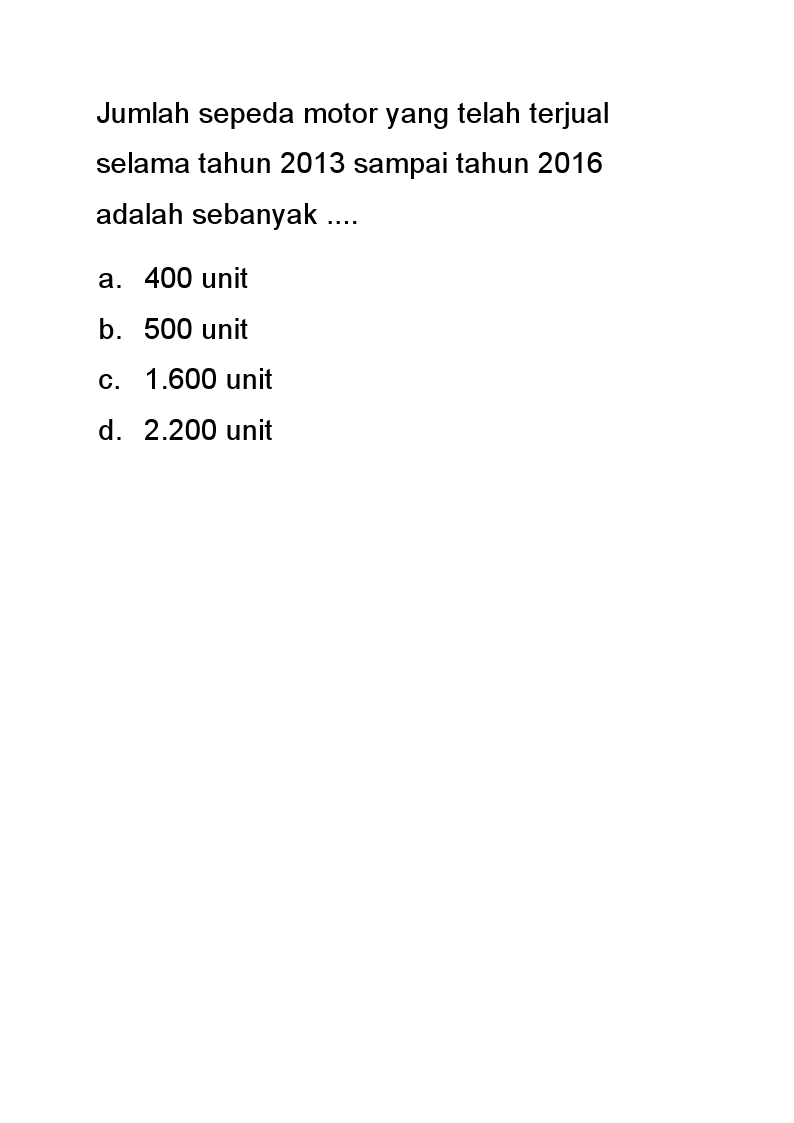 Jumlah sepeda motor yang telah terjual
selama tahun 2013 sampai tahun 2016
adalah sebanyak ....
a. 400 unit
b. 500 unit
c. 1.600 unit
d. 2.200 unit